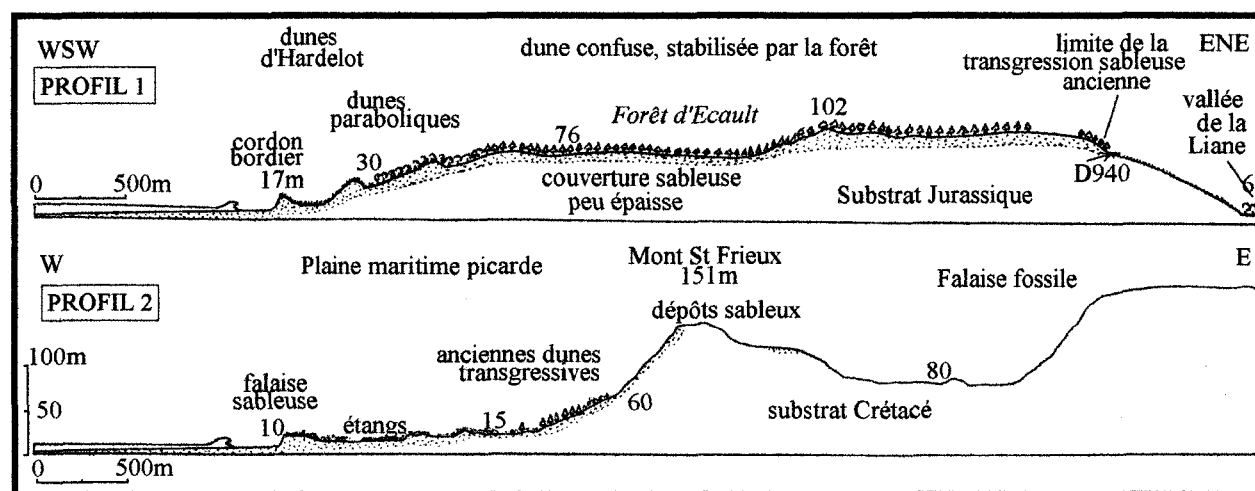 WSW
PROFIL 1
dunes
d'Hardelot
dune confuse, stabilisée par la forêt
limite de la
transgression sableuse
ancienne
ENE
vallée
de la
Liane
dunes
paraboliques
cordon
bordier
17m
30
76
Forêt d'Ecault
102
D940
6
0
500m
couverture sableuse
peu épaisse
Substrat Jurassique
W
PROFIL 2
Plaine maritime picarde
Mont St Frieux
151m
dépôts sableux
Falaise fossile
E
100m
50
0
500m
falaise
sableuse
10
étangs
anciennes dunes
transgressives
15
60
80
substrat Crétacé